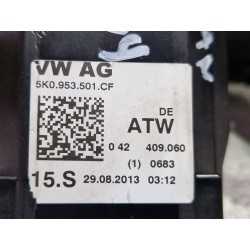 VW AG
5K0.953.501.CF
DE
ATW
0 42 409.060
(1) 0683
15.S 29.08.2013 03:12